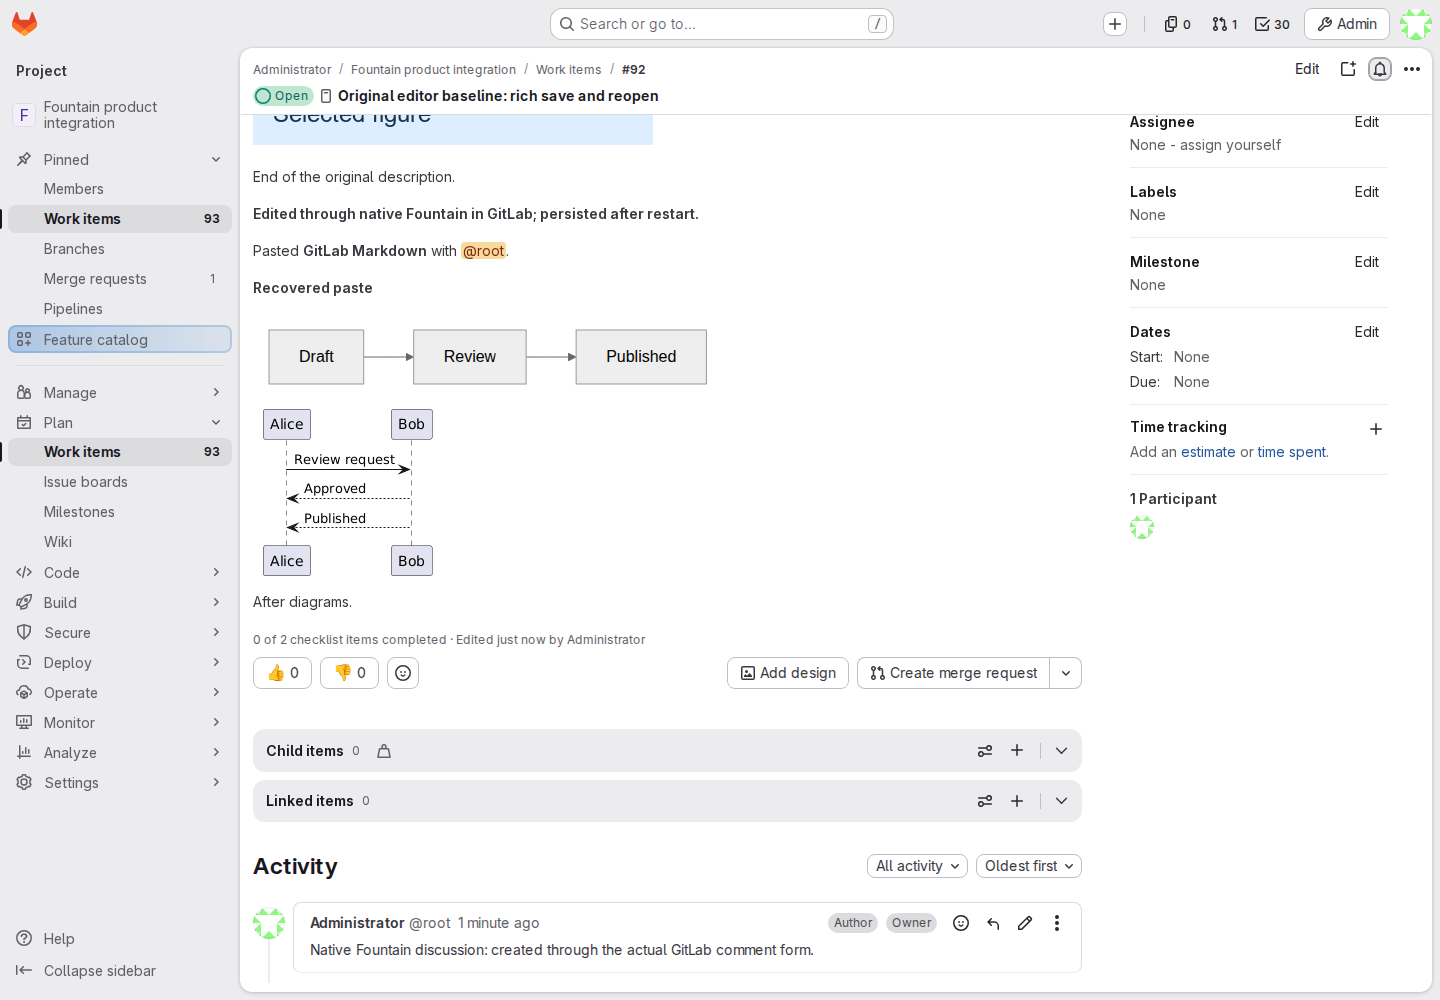 Search or go to...
/
0
1
30
Admin
Project
F
Fountain product integration
Pinned
Members
Work items 93
Branches
Merge requests 1
Pipelines
Feature catalog
Manage
Plan
Work items 93
Issue boards
Milestones
Wiki
Code
Build
Secure
Deploy
Operate
Monitor
Analyze
Settings
Help
Collapse sidebar
Administrator / Fountain product integration / Work items / #92
Edit
Open Original editor baseline: rich save and reopen
Selected figure
End of the original description.
Edited through native Fountain in GitLab; persisted after restart.
Pasted GitLab Markdown with @root.
Recovered paste
Draft Review Published
Alice Bob
Review request
Approved
Published
Alice Bob
After diagrams.
0 of 2 checklist items completed · Edited just now by Administrator
👍 0 👎 0
Add design Create merge request
Child items 0
Linked items 0
Activity
All activity Oldest first
Administrator @root 1 minute ago Author Owner
Native Fountain discussion: created through the actual GitLab comment form.
Assignee Edit
None - assign yourself
Labels Edit
None
Milestone Edit
None
Dates Edit
Start: None
Due: None
Time tracking
Add an estimate or time spent.
1 Participant